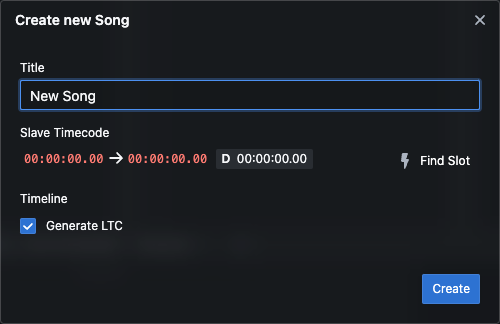 Create new Song
Title
New Song
Slave Timecode
00:00:00.00 → 00:00:00.00 D 00:00:00.00 Find Slot
Timeline
Generate LTC
Create